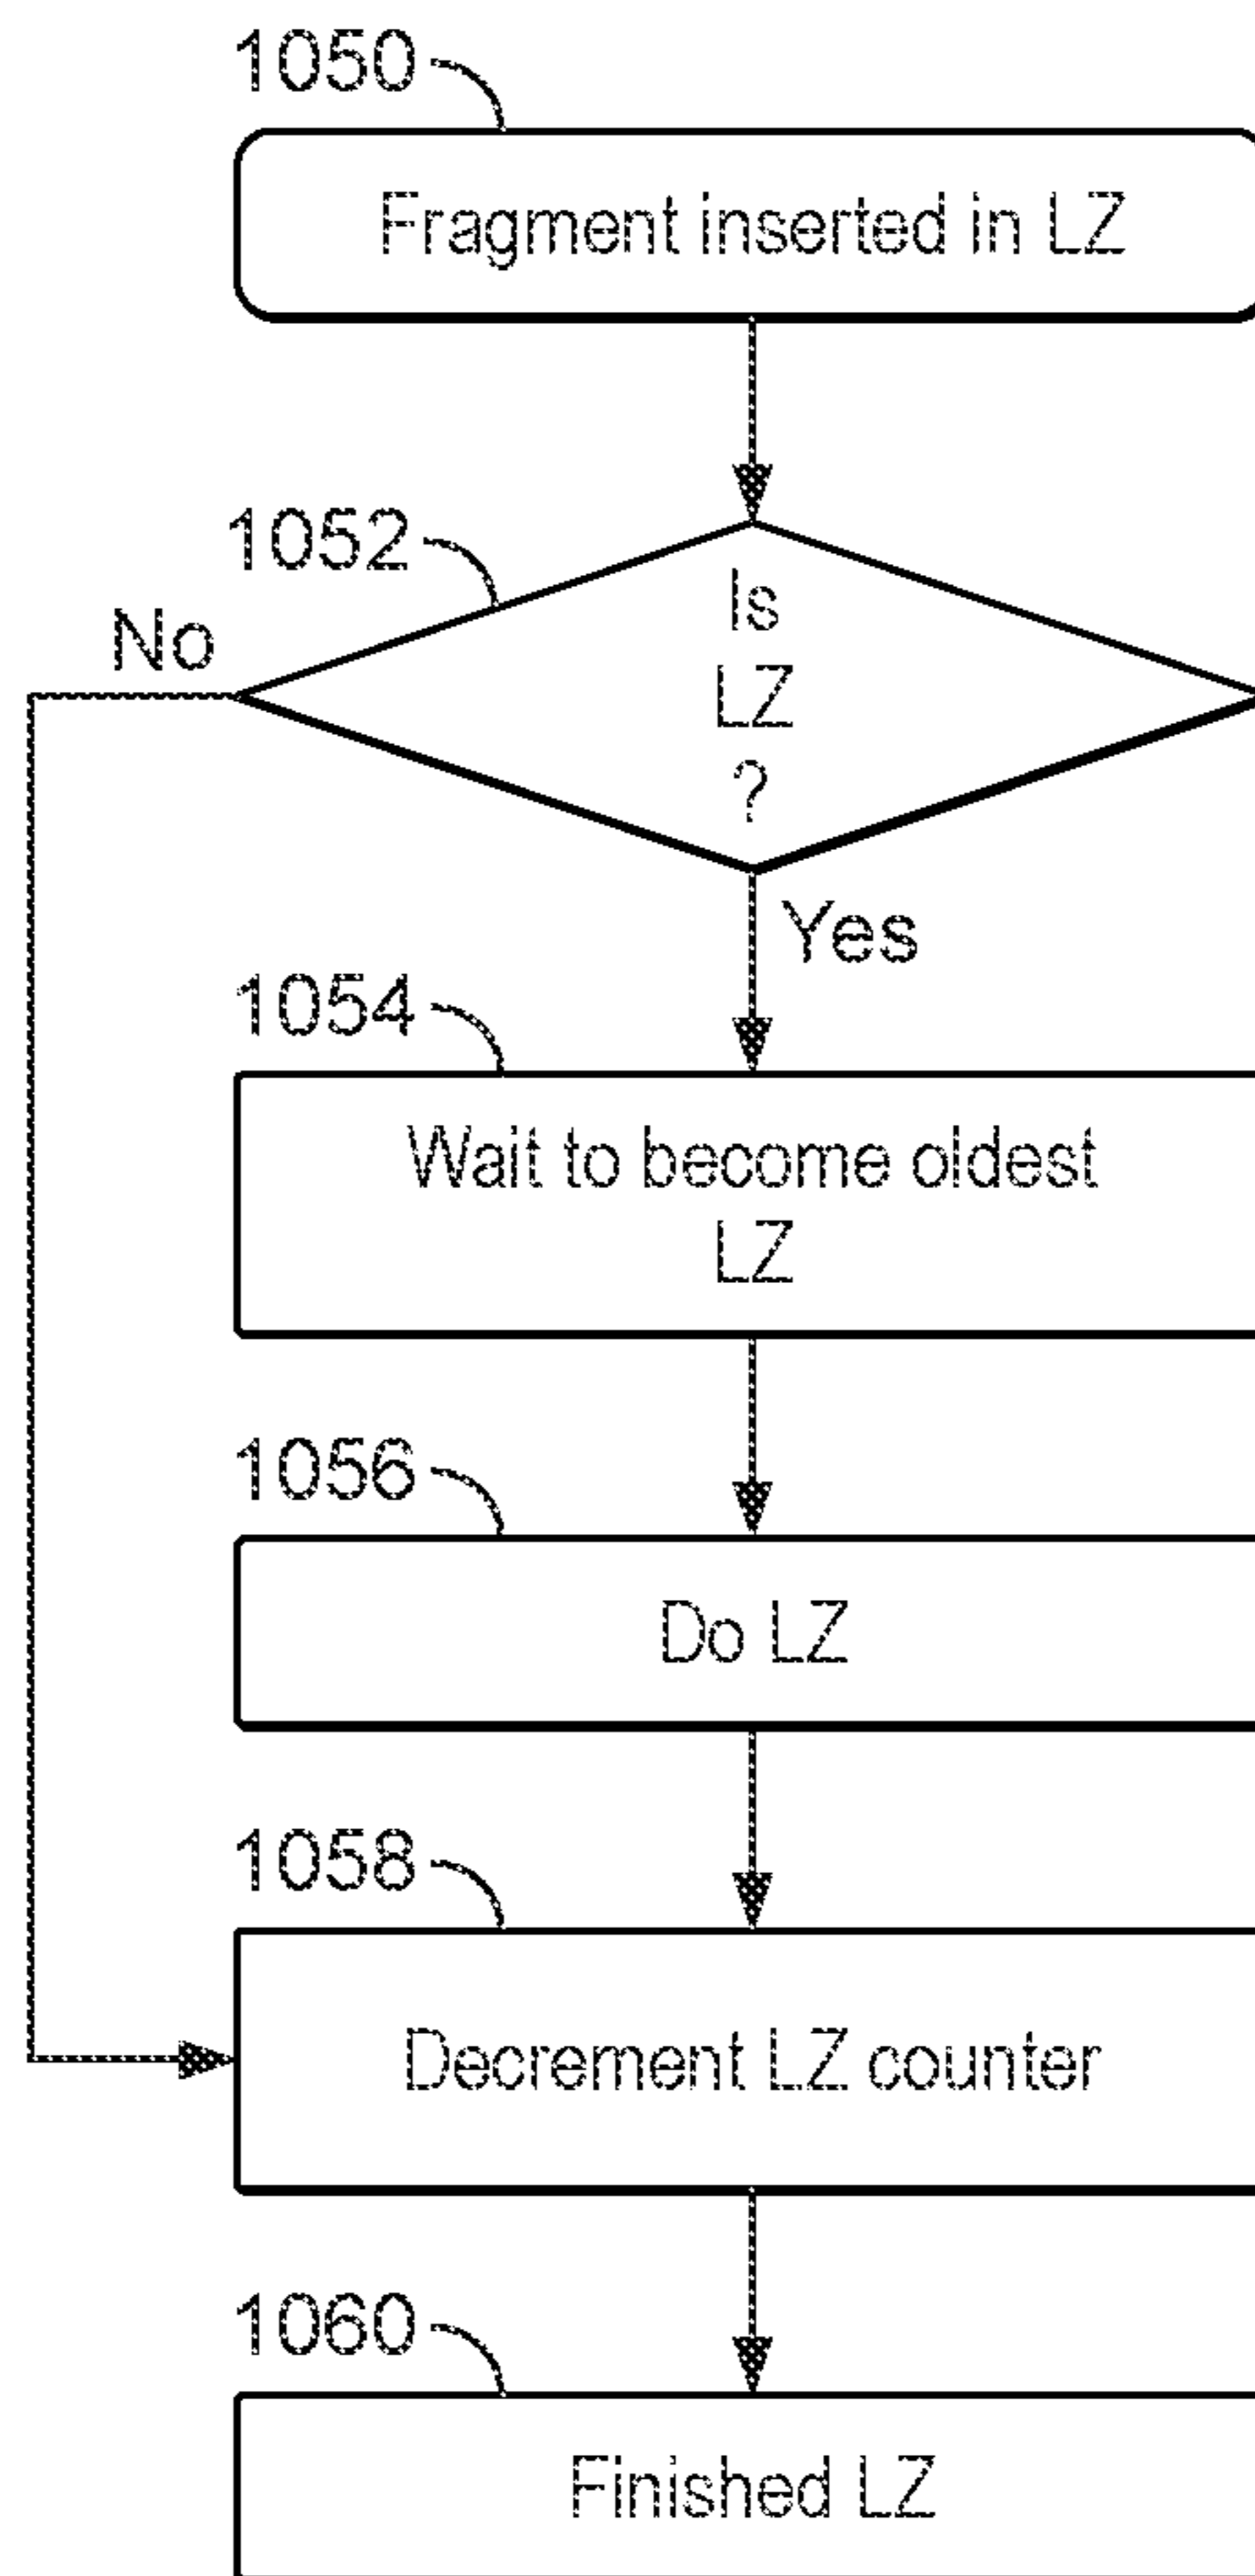 1050
Fragment inserted in LZ
1052
No
Is
LZ
?
Yes
1054
Wait to become oldest
LZ
1056
Do LZ
1058
Decrement LZ counter
1060
Finished LZ